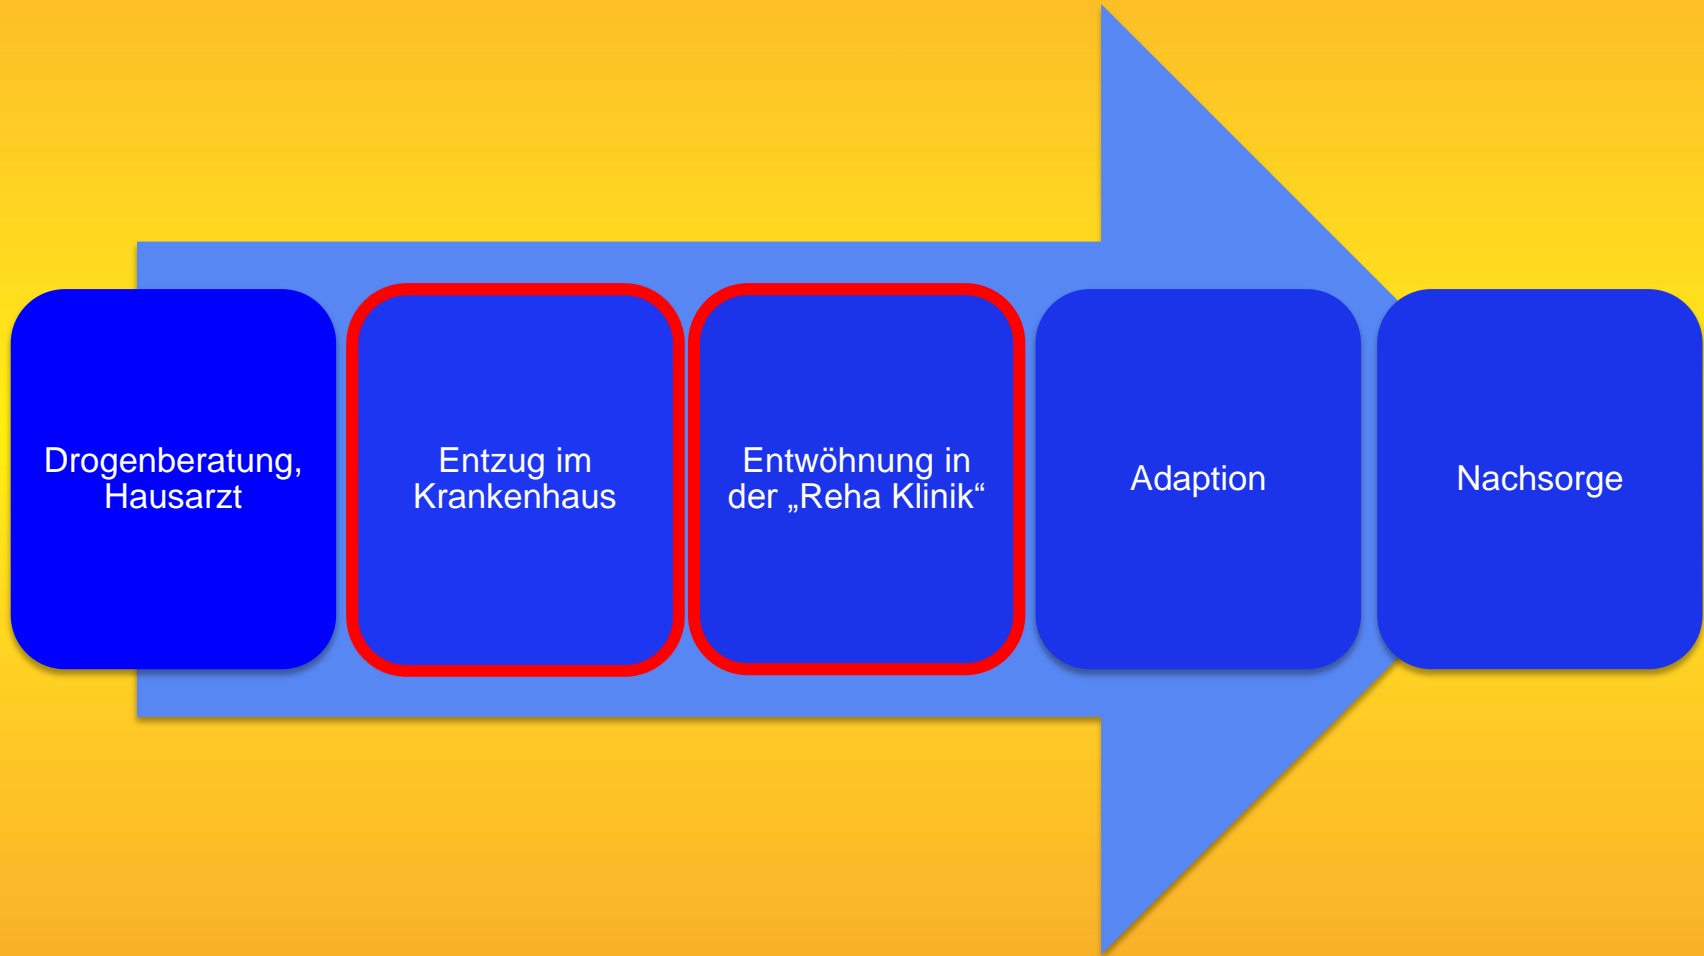 Drogenberatung,
Hausarzt
Entzug im
Krankenhaus
Entwöhnung in
der „Reha Klinik“
Adaption
Nachsorge